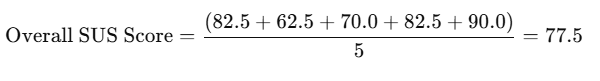 Overall SUS Score = (82.5 + 62.5 + 70.0 + 82.5 + 90.0) / 5 = 77.5